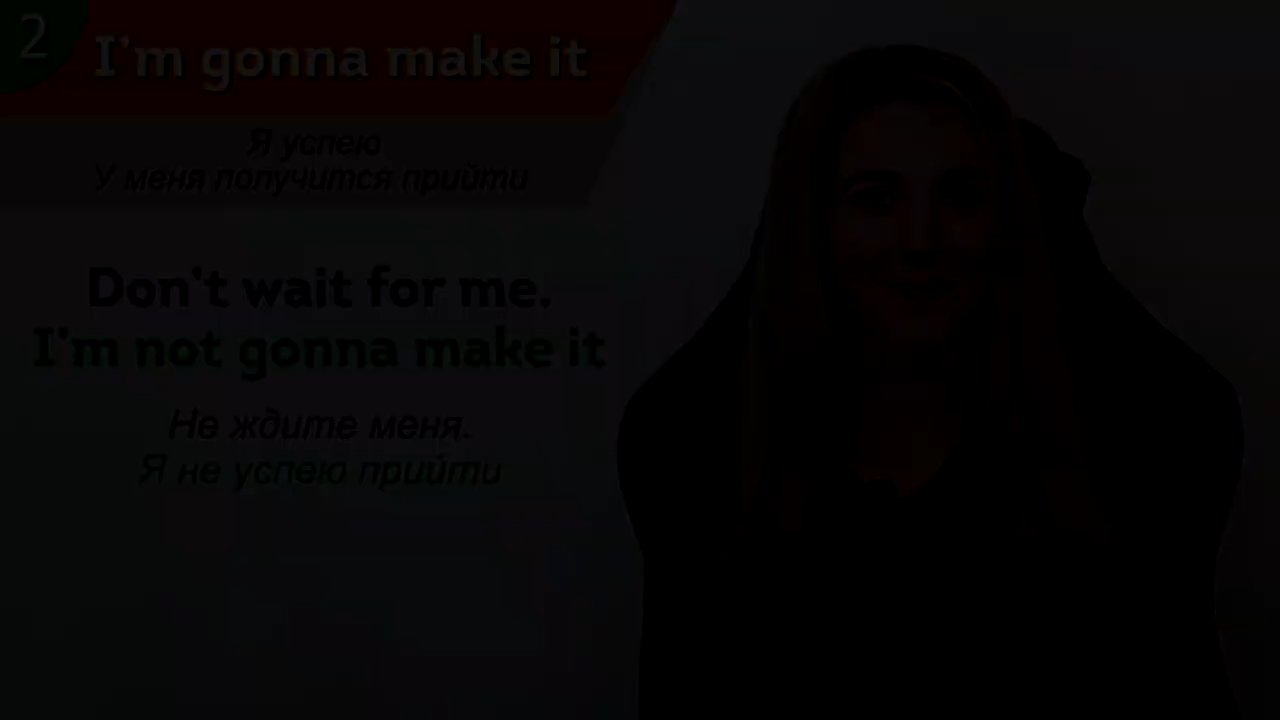 2
I'm gonna make it
Я успею
У меня получится прийти
Don't wait for me.
I'm not gonna make it
Не ждите меня.
Я не успею прийти